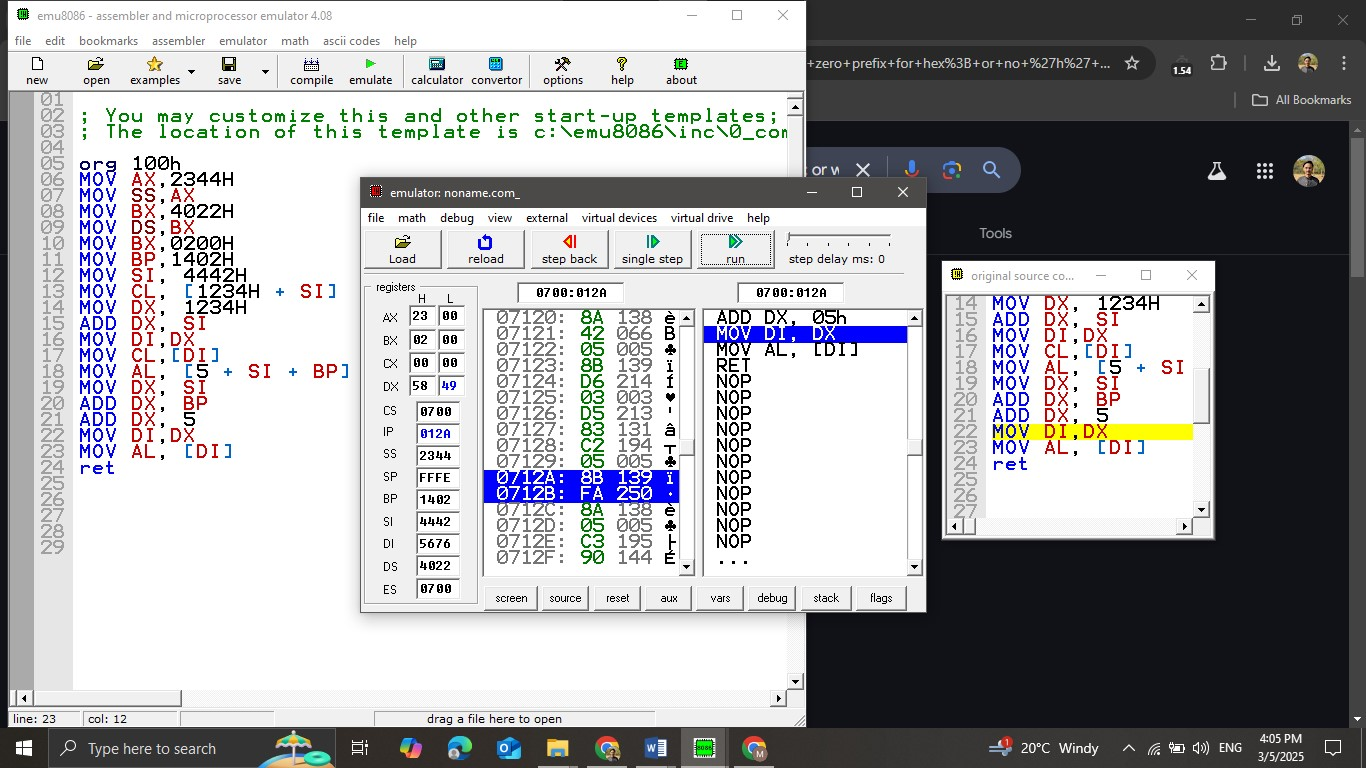 emu8086 - assembler and microprocessor emulator 4.08
file edit bookmarks assembler emulator math ascii codes help
new open examples save compile emulate calculator convertor options help about
zero prefix for hex%3B + or + no + %27h%27 + ...
1.54
All Bookmarks
or w
Tools
01
02 ; You may customize this and other start-up templates;
03 ; The location of this template is c:\emu8086\inc\0_com
04
05 org 100h
06 MOV AX,2344H
07 MOV SS,AX
08 MOV BX,4022H
09 MOV DS,BX
10 MOV BX,0200H
11 MOV BP,1402H
12 MOV SI, 4442H
13 MOV CL, [1234H + SI]
14 MOV DX, 1234H
15 ADD DX, SI
16 MOV DI,DX
17 MOV CL,[DI]
18 MOV AL, [5 + SI + BP]
19 MOV DX, SI
20 ADD DX, BP
21 ADD DX, 5
22 MOV DI,DX
23 MOV AL, [DI]
24 ret
25
26
27
28
29
line: 23 col: 12 drag a file here to open
emulator: noname.com_
file math debug view external virtual devices virtual drive help
Load reload step back single step run step delay ms: 0
registers
H L
AX 23 00
BX 02 00
CX 00 00
DX 58 49
CS 0700
IP 012A
SS 2344
SP FFFE
BP 1402
SI 4442
DI 5676
DS 4022
ES 0700
0700:012A
07120: 8A 138 è
07121: 42 066 B
07122: 05 005 ♣
07123: 8B 139 ï
07124: D6 214 í
07125: 03 003 ♥
07126: D5 213 '
07127: 83 131 â
07128: C2 194 ┬
07129: 05 005 ♣
0712A: 8B 139 ï
0712B: FA 250 ·
0712C: 8A 138 è
0712D: 05 005 ♣
0712E: C3 195 ├
0712F: 90 144 É
0700:012A
ADD DX, 05h
MOV DI, DX
MOV AL, [DI]
RET
NOP
NOP
NOP
NOP
NOP
NOP
NOP
NOP
NOP
NOP
NOP
...
screen source reset aux vars debug stack flags
original source co...
14 MOV DX, 1234H
15 ADD DX, SI
16 MOV DI,DX
17 MOV CL,[DI]
18 MOV AL, [5 + SI
19 MOV DX, SI
20 ADD DX, BP
21 ADD DX, 5
22 MOV DI,DX
23 MOV AL, [DI]
24 ret
25
26
27
Type here to search
20°C Windy
ENG
4:05 PM
3/5/2025